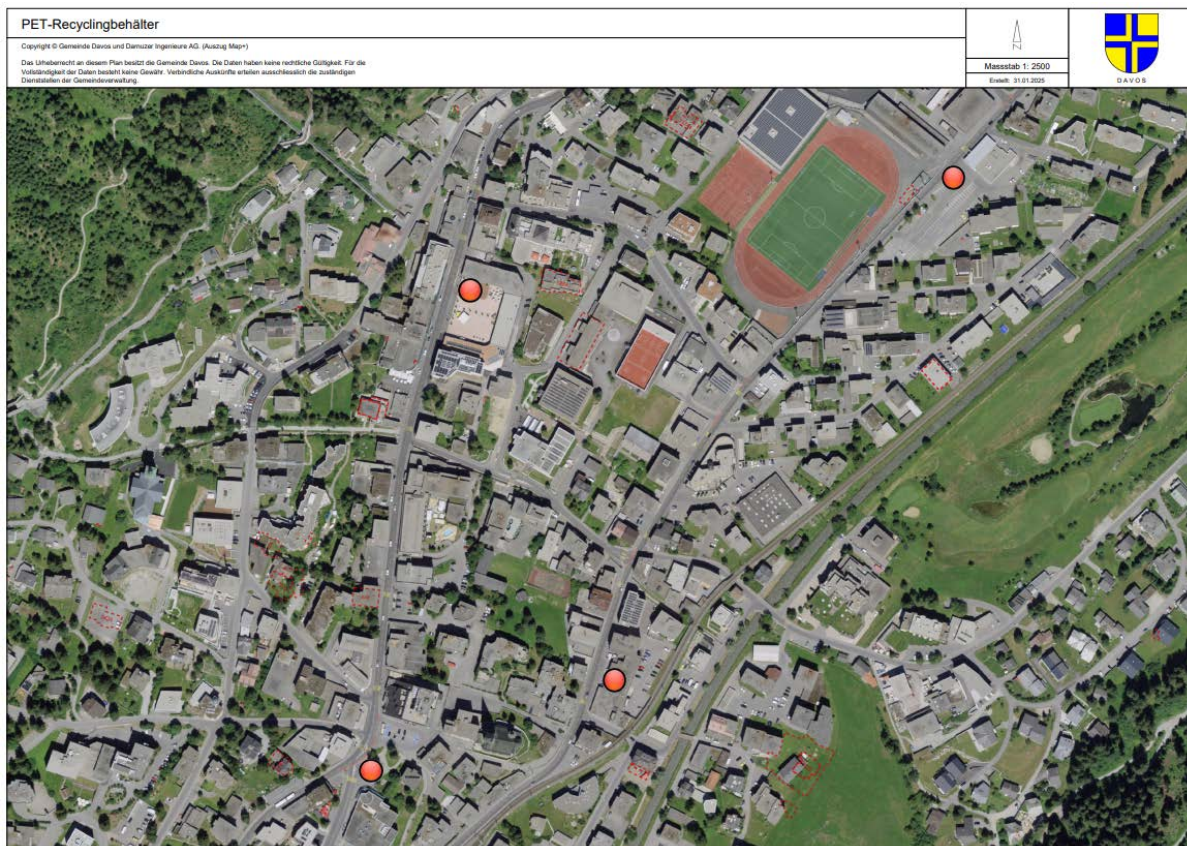 PET-Recyclingbehälter
Copyright © Gemeinde Davos und Darnuzer Ingenieure AG. (Auszug Map+)
Das Urheberrecht an diesem Plan besitzt die Gemeinde Davos. Die Daten haben keine rechtliche Gültigkeit. Für die
Vollständigkeit der Daten besteht keine Gewähr. Verbindliche Auskünfte erteilen ausschliesslich die zuständigen
Dienststellen der Gemeindeverwaltung.
N
Massstab 1: 2500
Erstellt: 31.01.2025
DAVOS